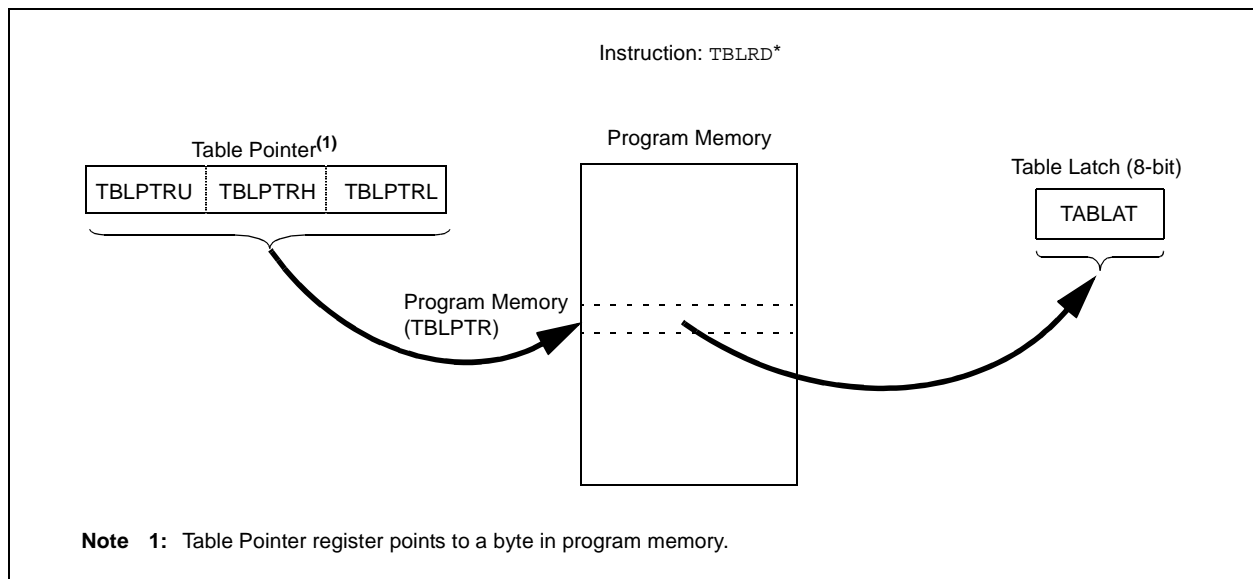 Instruction: TBLRD*
Table Pointer(1)
TBLPTRU TBLPTRH TBLPTRL
Program Memory
Table Latch (8-bit)
TABLAT
Program Memory
(TBLPTR)
Note 1: Table Pointer register points to a byte in program memory.